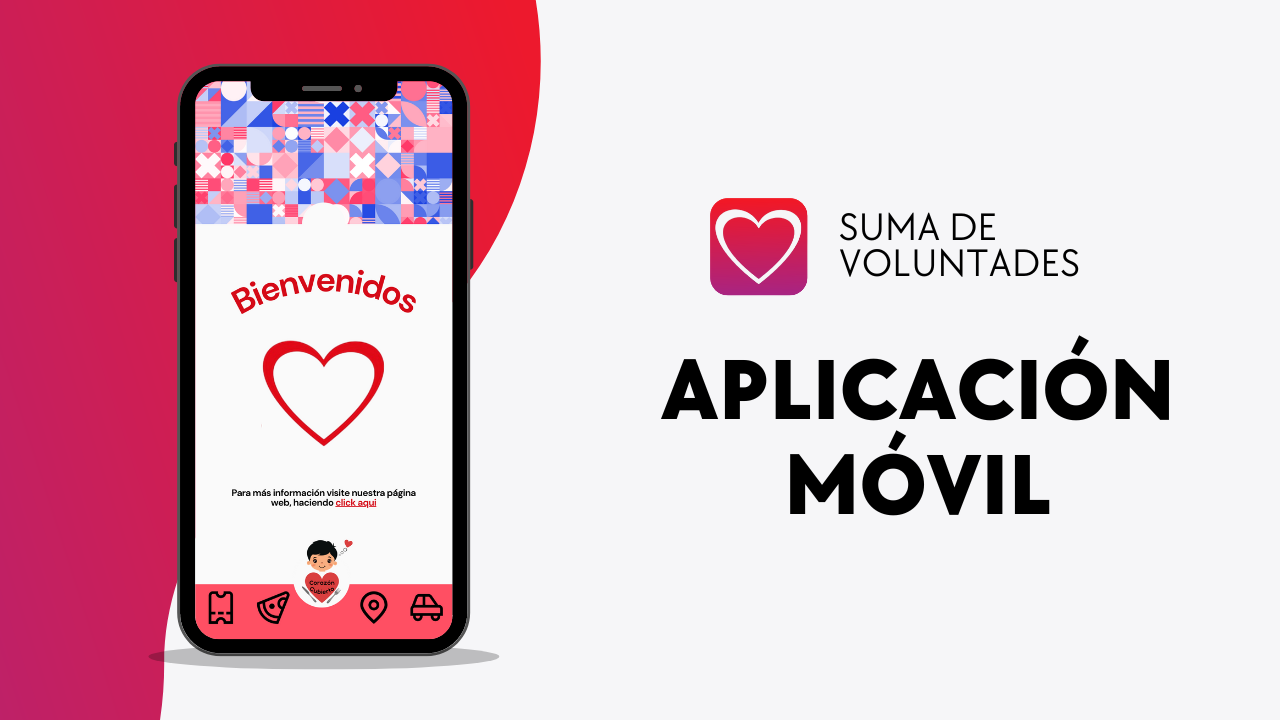 Bienvenidos
Para más información visite nuestra página
web, haciendo click aqui
Corazón
Cubierto
SUMA DE
VOLUNTADES
APLICACIÓN
MÓVIL